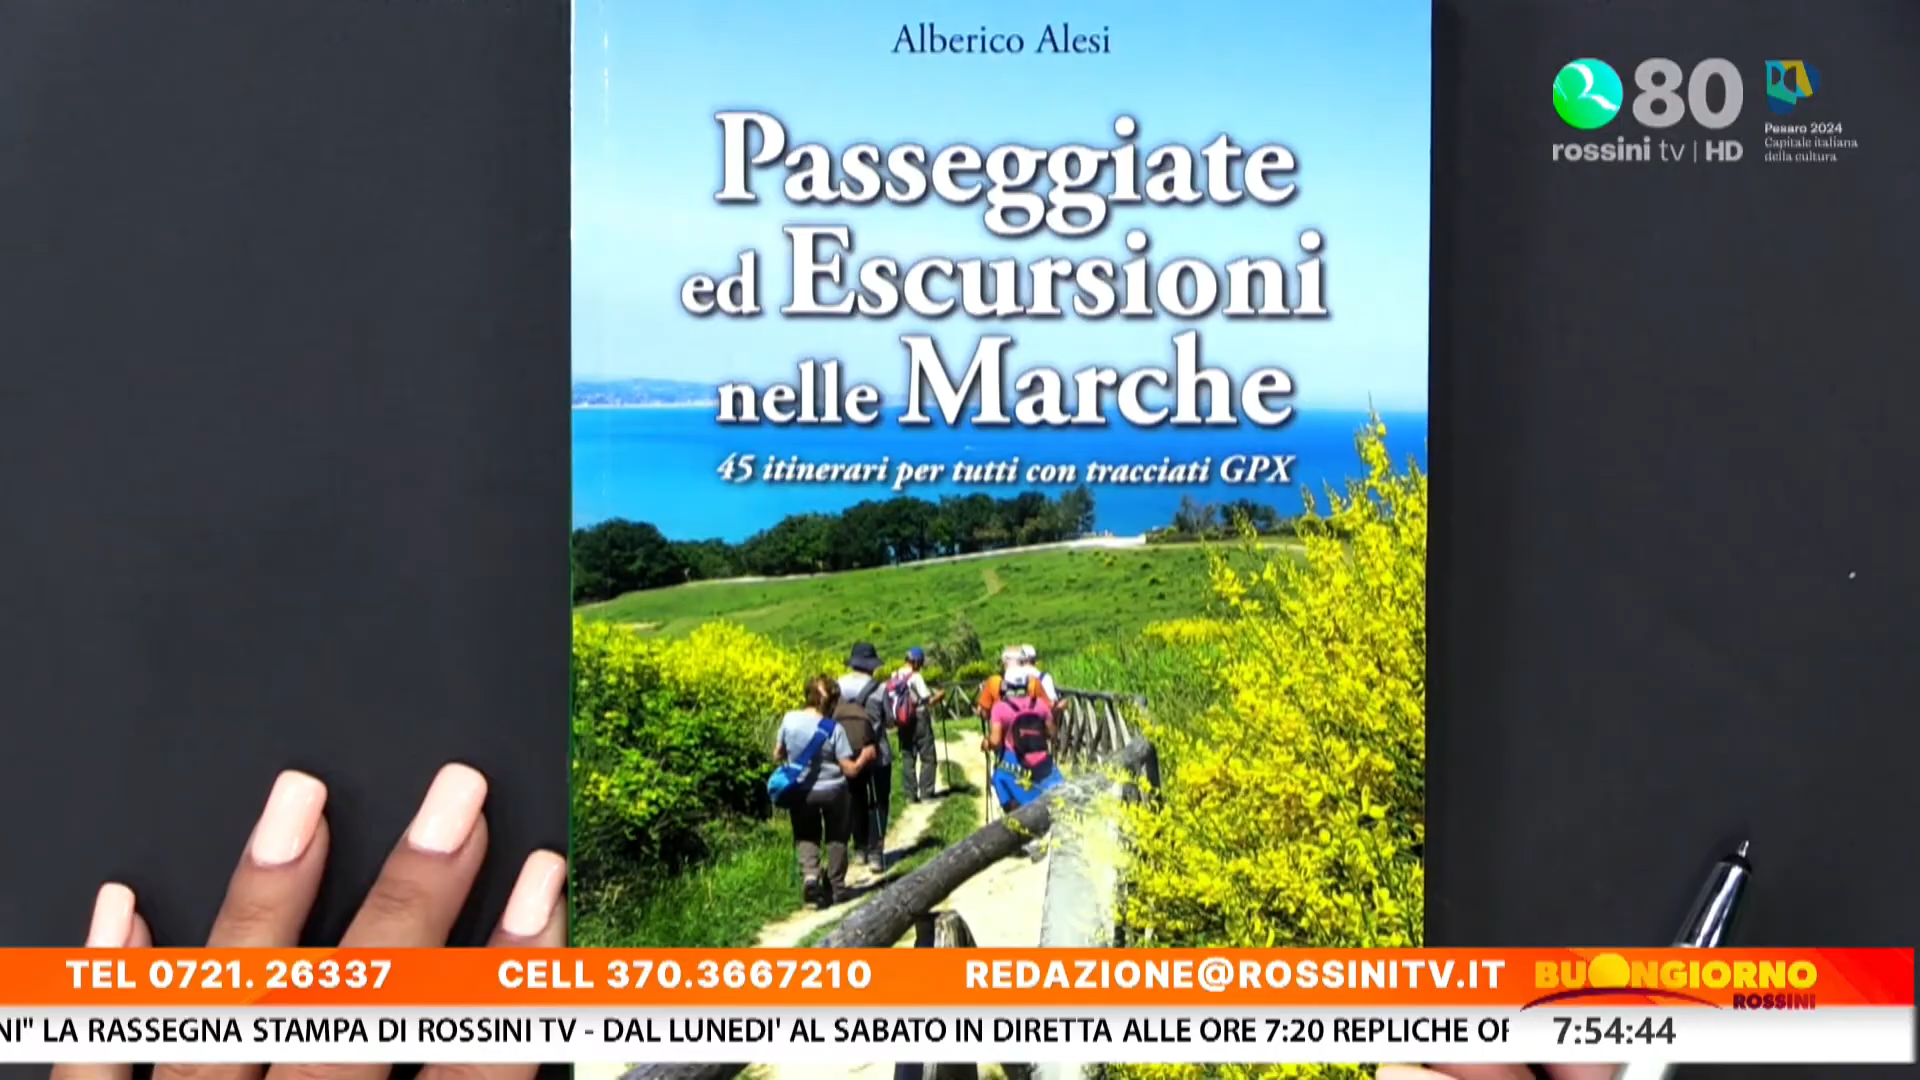 Alberico Alesi
Passeggiate
ed Escursioni
nelle Marche
45 itinerari per tutti con tracciati GPX
80
rossini tv | HD
Pesaro 2024
Capitale italiana
della cultura
TEL 0721. 26337 CELL 370.3667210 REDAZIONE@ROSSINITV.IT
BUONGIORNO
ROSSINI
NI" LA RASSEGNA STAMPA DI ROSSINI TV - DAL LUNEDI' AL SABATO IN DIRETTA ALLE ORE 7:20 REPLICHE
7:54:44